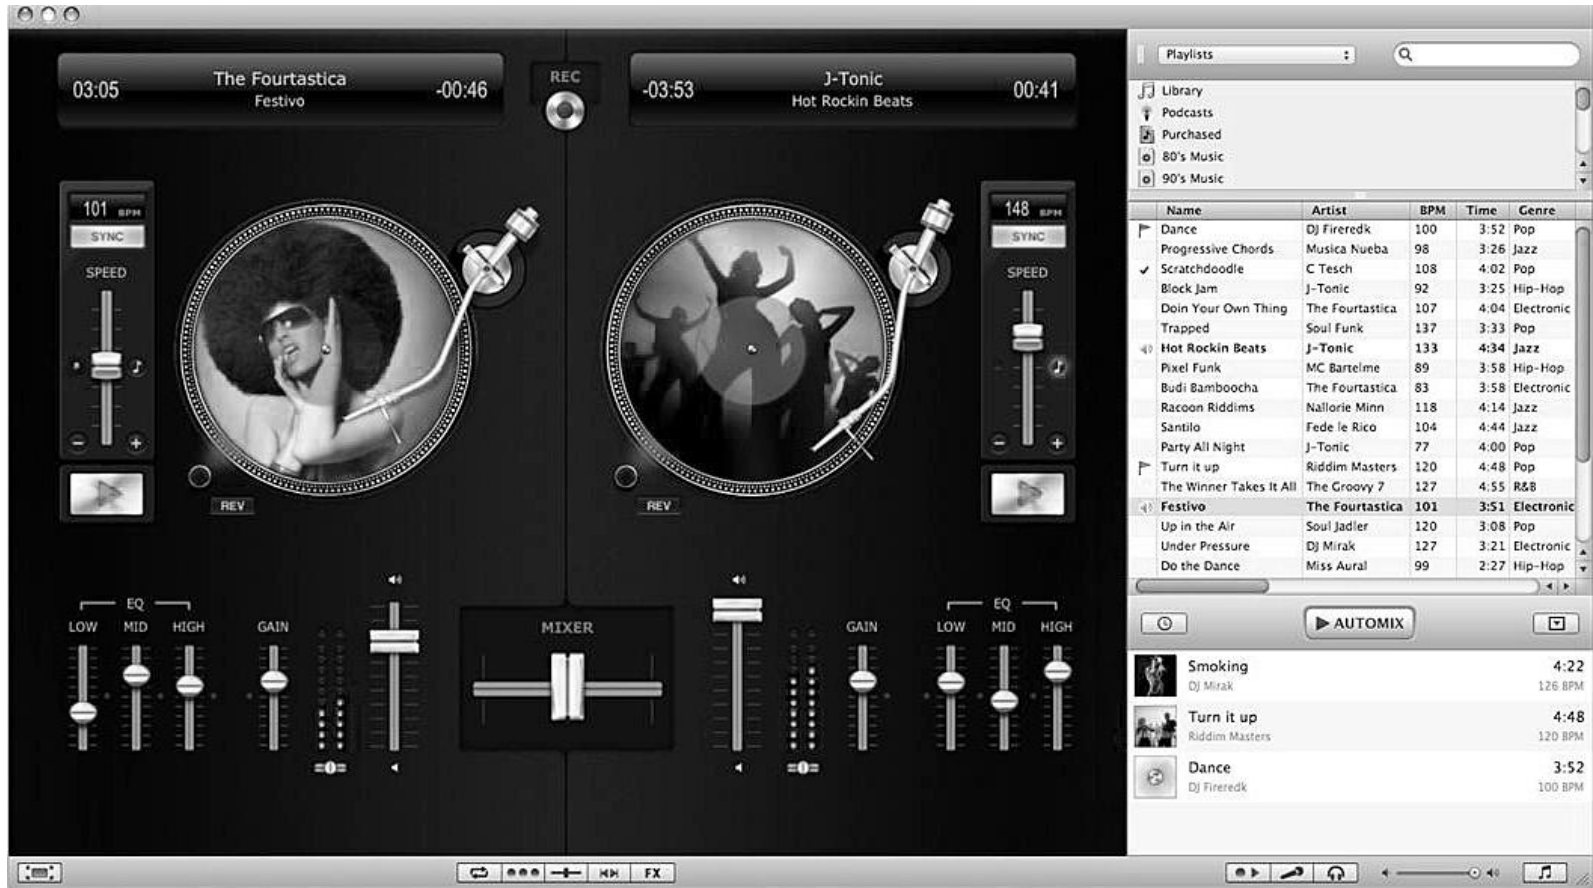 03:05 The Fourtastica -00:46
Festivo
REC
-03:53 J-Tonic 00:41
Hot Rockin Beats
101 BPM
SYNC
SPEED
REV
148 BPM
SYNC
SPEED
REV
EQ
LOW MID HIGH GAIN
MIXER
GAIN
EQ
LOW MID HIGH
FX
Playlists
Library
Podcasts
Purchased
80's Music
90's Music
Name Artist BPM Time Genre
Dance DJ Fireredk 100 3:52 Pop
Progressive Chords Musica Nueba 98 3:26 Jazz
Scratchdoodle C Tesch 108 4:02 Pop
Block Jam J-Tonic 92 3:25 Hip-Hop
Doin Your Own Thing The Fourtastica 107 4:04 Electronic
Trapped Soul Funk 137 3:33 Pop
Hot Rockin Beats J-Tonic 133 4:34 Jazz
Pixel Funk MC Bartelme 89 3:58 Hip-Hop
Budi Bamboocha The Fourtastica 83 3:58 Electronic
Racoon Riddims Nallorie Minn 118 4:14 Jazz
Santilo Fede le Rico 104 4:44 Jazz
Party All Night J-Tonic 77 4:00 Pop
Turn it up Riddim Masters 120 4:48 Pop
The Winner Takes It All The Groovy 7 127 4:55 R&B
Festivo The Fourtastica 101 3:51 Electronic
Up in the Air Soul Jadler 120 3:08 Pop
Under Pressure DJ Mirak 127 3:21 Electronic
Do the Dance Miss Aural 99 2:27 Hip-Hop
AUTOMIX
Smoking 4:22
DJ Mirak 126 BPM
Turn it up 4:48
Riddim Masters 120 BPM
Dance 3:52
DJ Fireredk 100 BPM